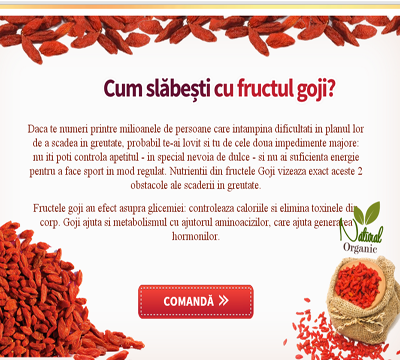 Cum slăbești cu fructul goji?
Daca te numeri printre milioanele de persoane care intampina dificultati in planul lor
de a scadea in greutate, probabil te-ai lovit si tu de cele doua impedimente majore:
nu iti poti controla apetitul - in special nevoia de dulce - si nu ai suficienta energie
pentru a face sport in mod regulat. Nutrientii din fructele Goji vizeaza exact aceste 2
obstacole ale scaderii in greutate.
Fructele goji au efect asupra glicemiei: controleaza caloriile si elimina toxinele din
corp. Goji ajuta si metabolismul cu ajutorul aminoacizilor, care ajuta generarea
hormonilor.
Natural
Organic
COMANDĂ »